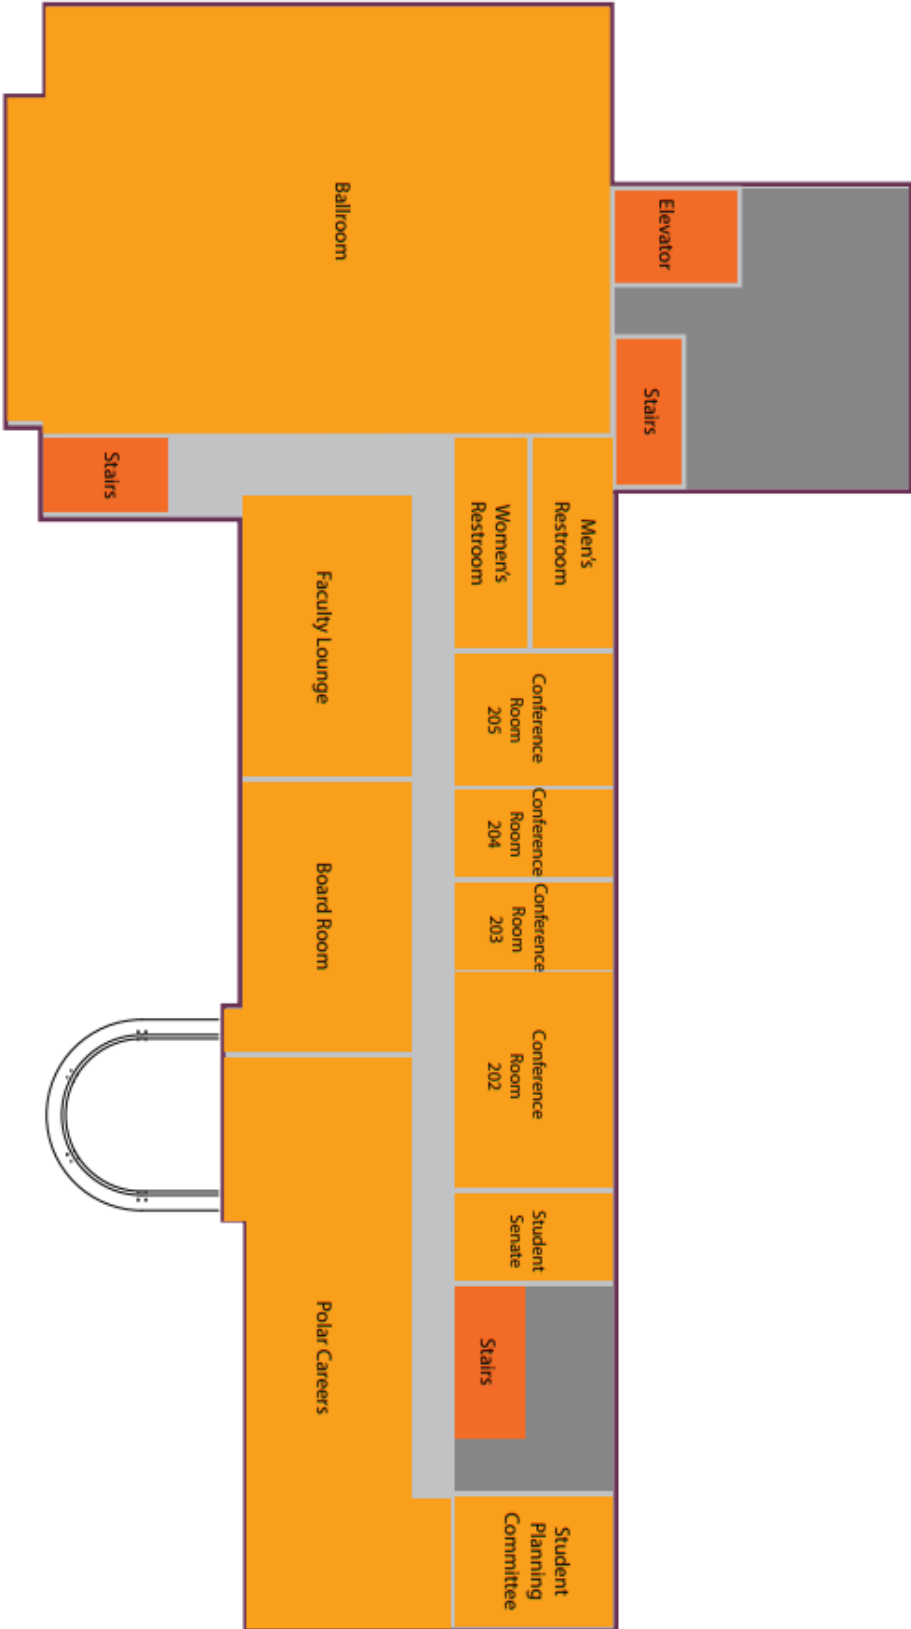 Ballroom
Elevator
Stairs
Stairs
Men's
Restroom
Women's
Restroom
Faculty Lounge
Conference
Room
205
Conference
Room
204
Board Room
Conference
Room
203
Conference
Room
202
Student
Senate
Polar Careers
Stairs
Student
Planning
Committee